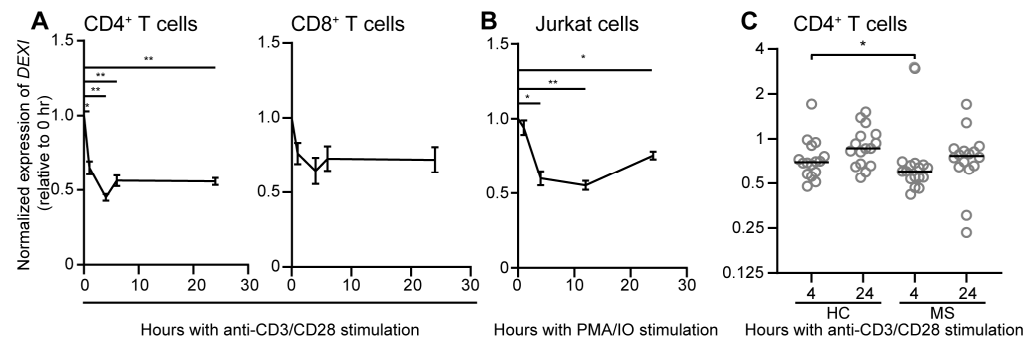 A CD4⁺ T cells
CD8⁺ T cells
Normalized expression of DEXI
(relative to 0 hr)
1.5
1.0
0.5
0
**
**
**
*
0 10 20 30
1.5
1.0
0.5
0
0 10 20 30
Hours with anti-CD3/CD28 stimulation
B Jurkat cells
1.5
1.0
0.5
0
*
**
*
0 10 20 30
Hours with PMA/IO stimulation
C CD4⁺ T cells
4
2
1
0.5
0.25
0.125
*
4 24 4 24
HC MS
Hours with anti-CD3/CD28 stimulation